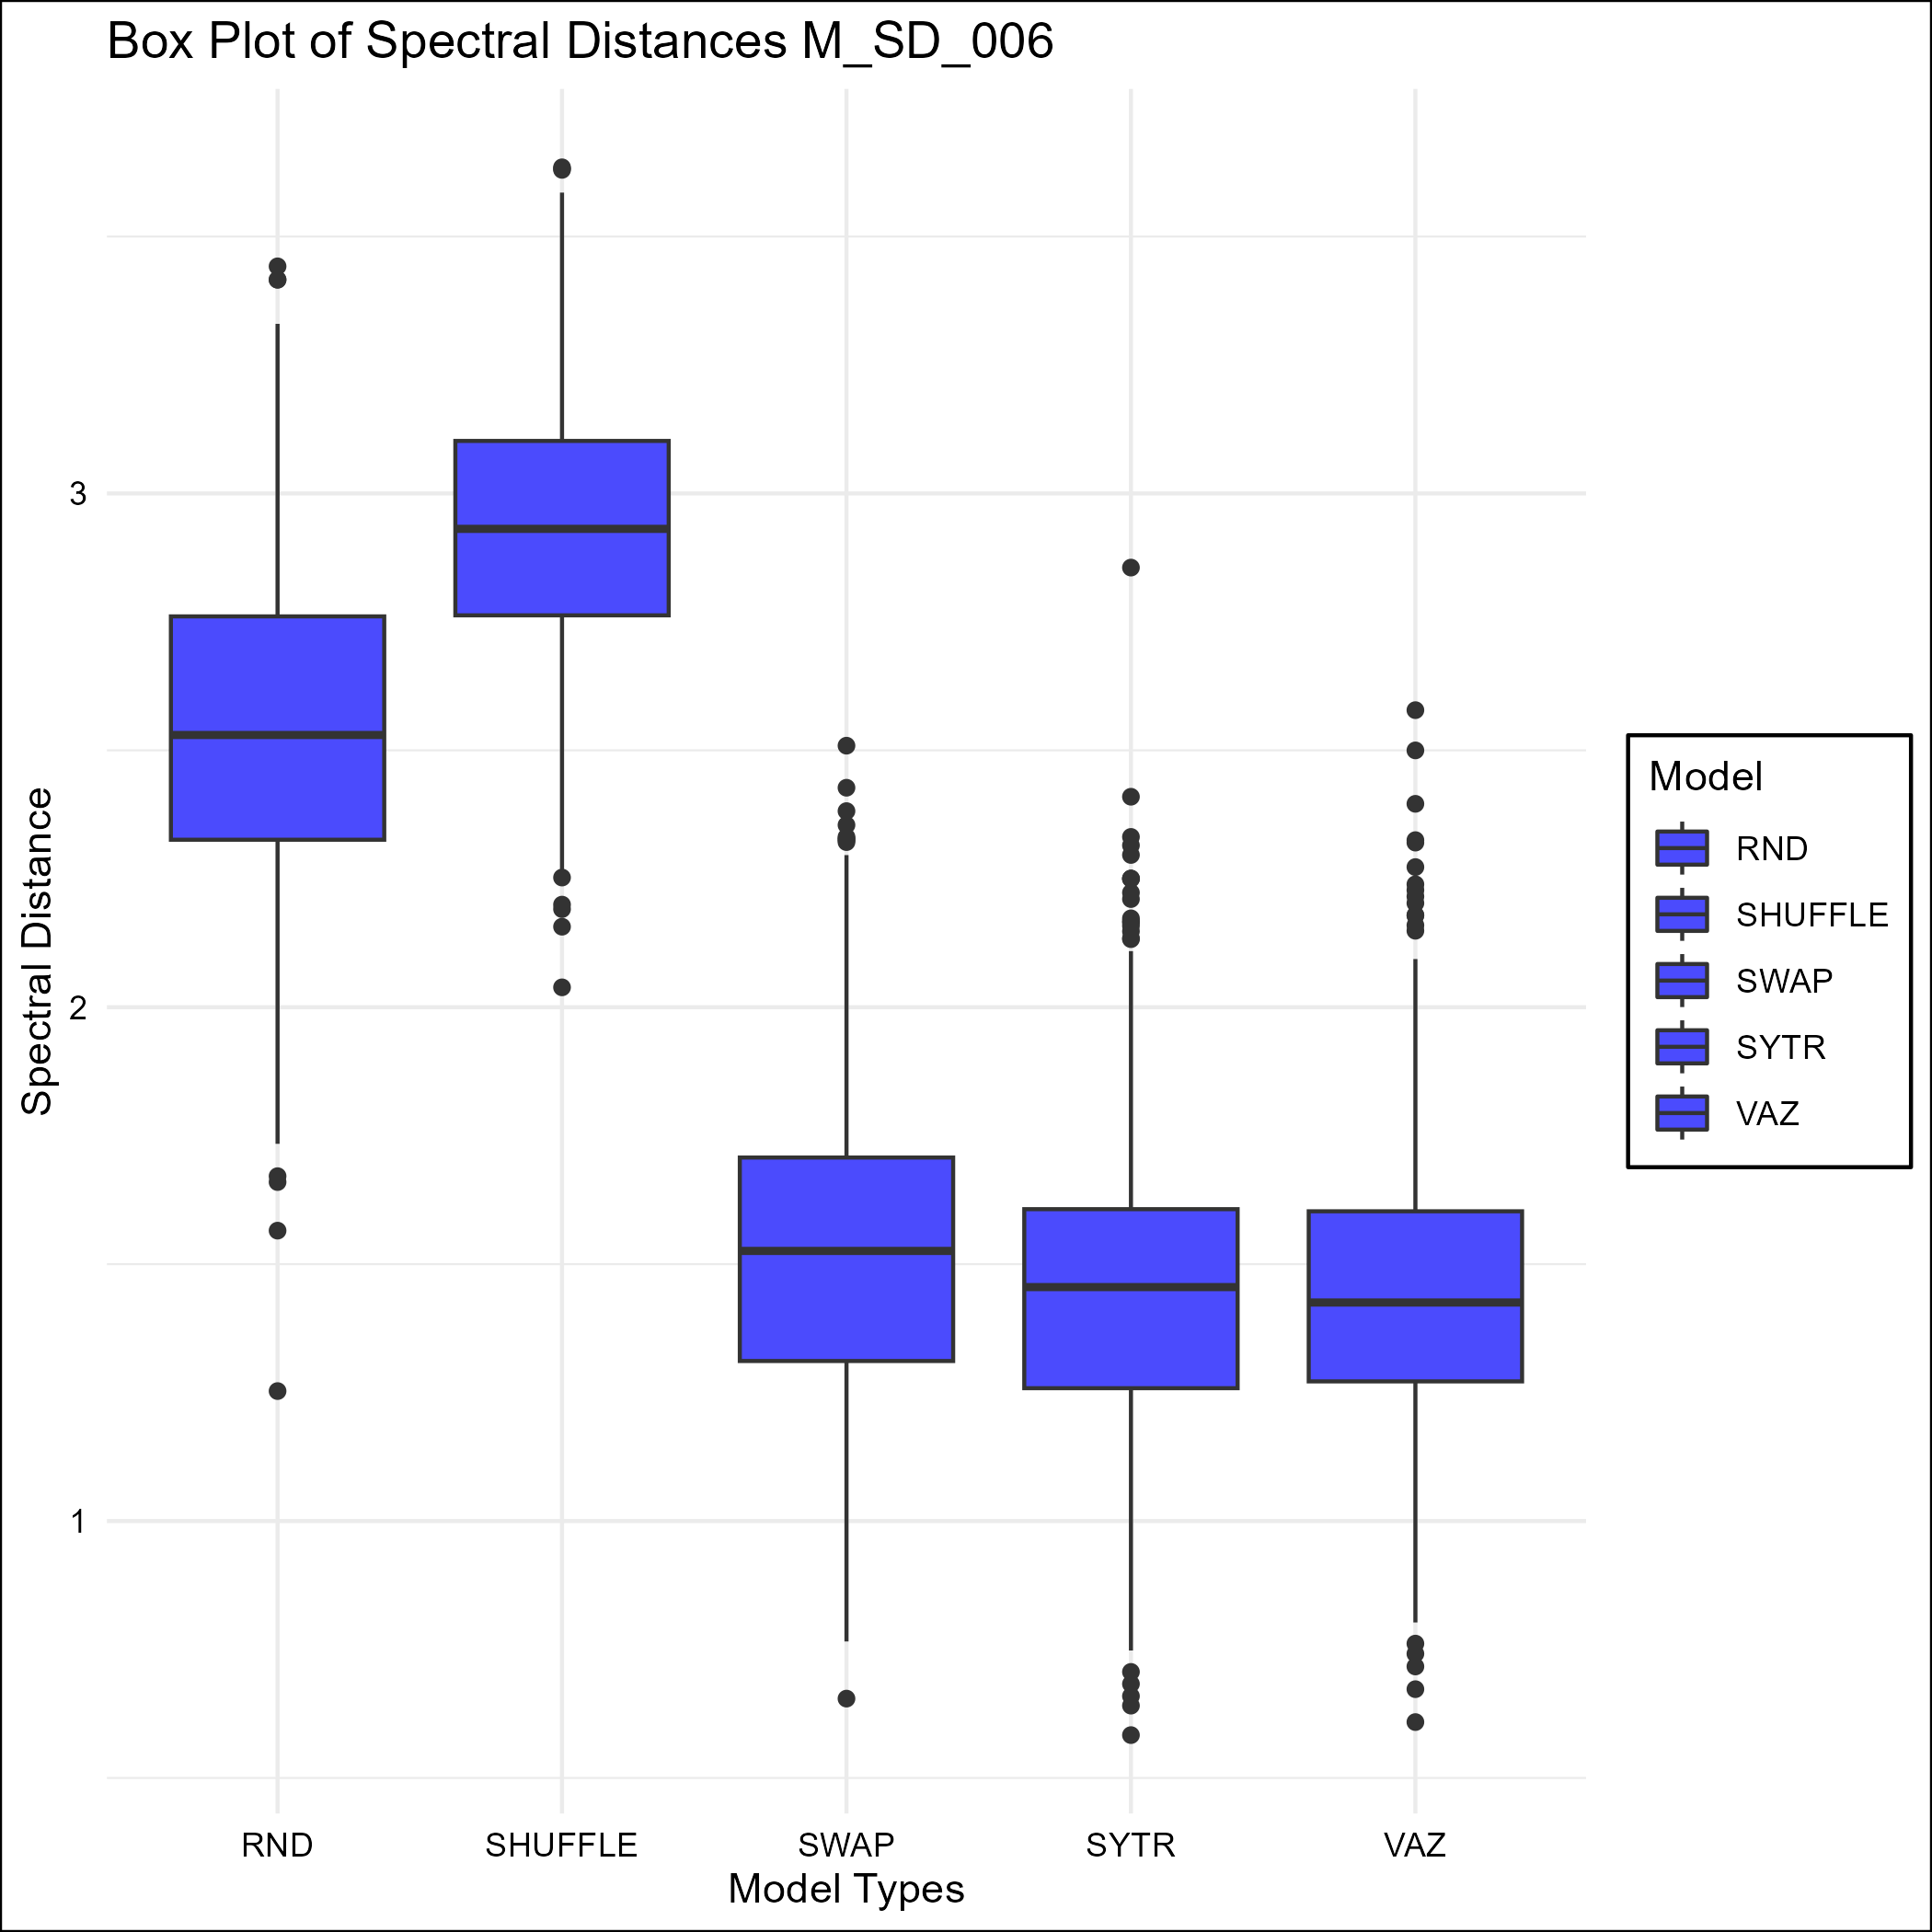 Box Plot of Spectral Distances M_SD_006
Spectral Distance
3
2
1
RND
SHUFFLE
SWAP
SYTR
VAZ
Model Types
Model
RND
SHUFFLE
SWAP
SYTR
VAZ